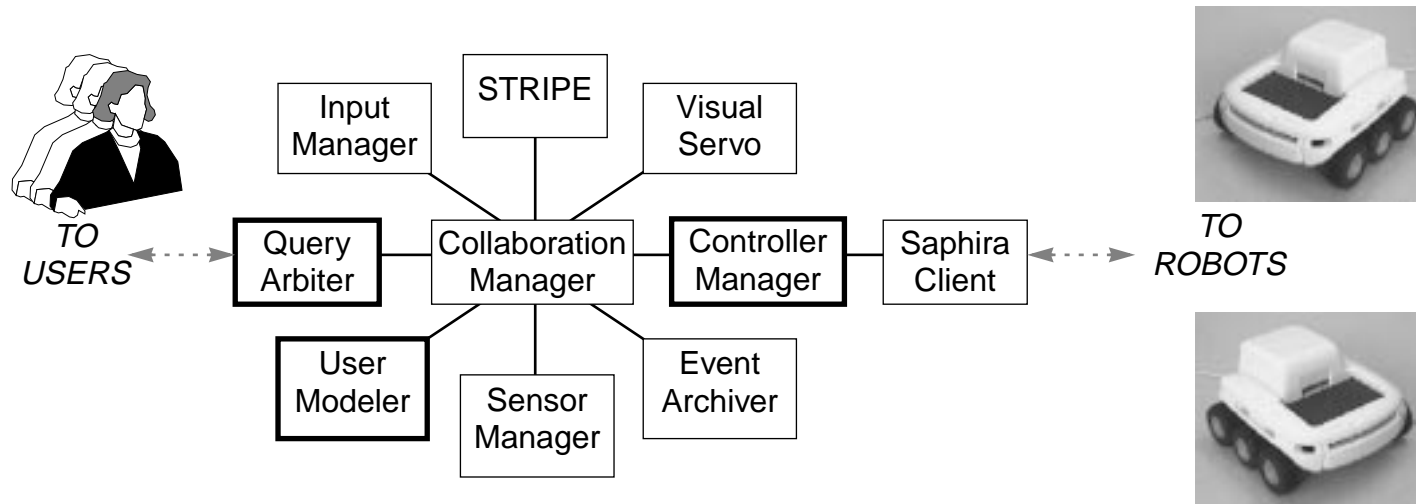 STRIPE
Input
Manager
Visual
Servo
TO
USERS
Query
Arbiter
Collaboration
Manager
Controller
Manager
Saphira
Client
TO
ROBOTS
User
Modeler
Sensor
Manager
Event
Archiver